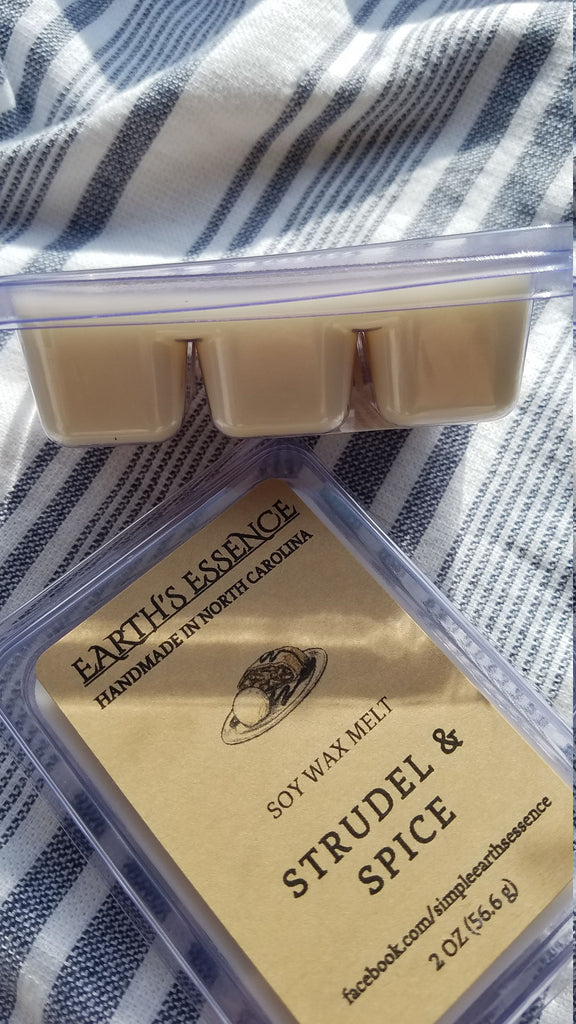 EARTH'S ESSENCE
HANDMADE IN NORTH CAROLINA
SOY WAX MELT
STRUDEL &
SPICE
facebook.com/simpleearthsessence
2 OZ (56.6 g)